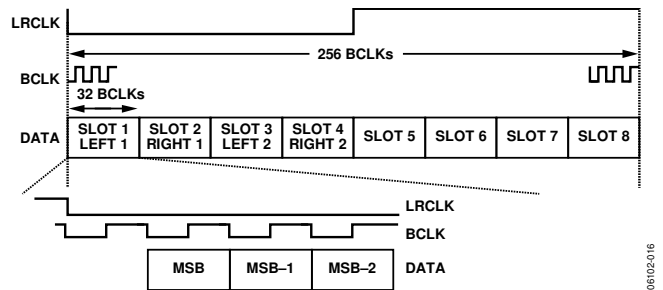 LRCLK
256 BCLKs
BCLK
32 BCLKs
DATA
SLOT 1
LEFT 1
SLOT 2
RIGHT 1
SLOT 3
LEFT 2
SLOT 4
RIGHT 2
SLOT 5
SLOT 6
SLOT 7
SLOT 8
LRCLK
BCLK
MSB
MSB–1
MSB–2
DATA
06102-016